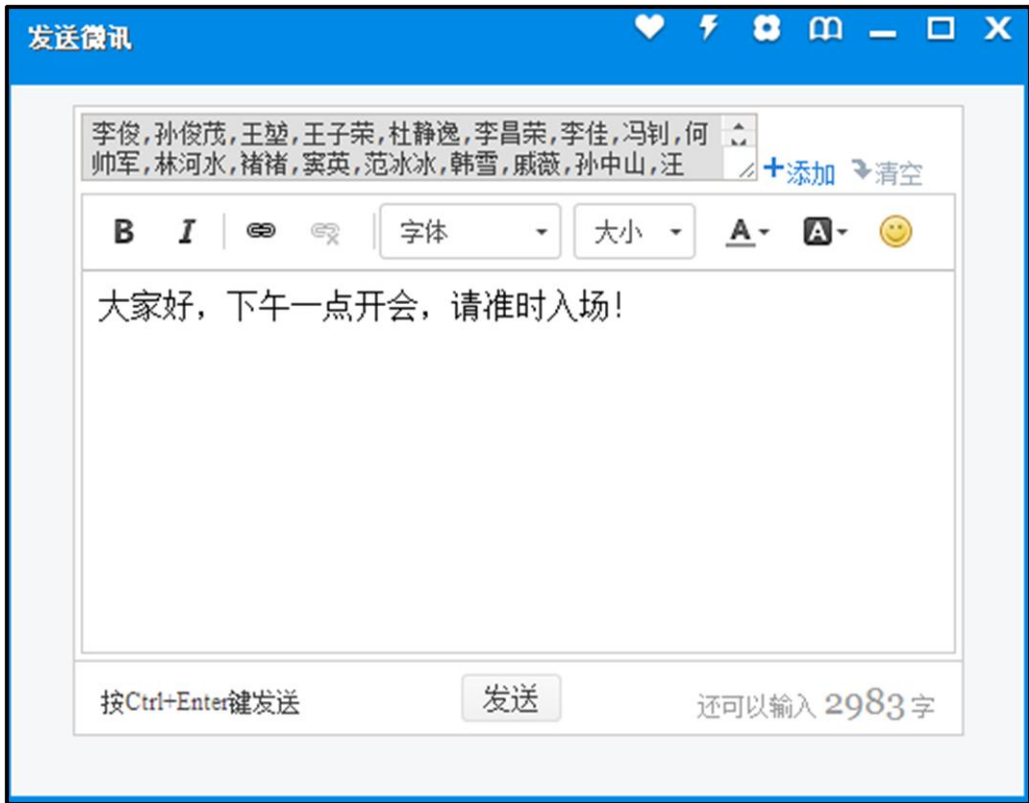 发送微讯
李俊,孙俊茂,王堃,王子荣,杜静逸,李昌荣,李佳,冯钊,何
帅军,林河水,褚褚,窦英,范冰冰,韩雪,戚薇,孙中山,汪
+添加 清空
B I 字体 大小 A A
大家好，下午一点开会，请准时入场！
按Ctrl+Enter键发送 发送 还可以输入 2983 字